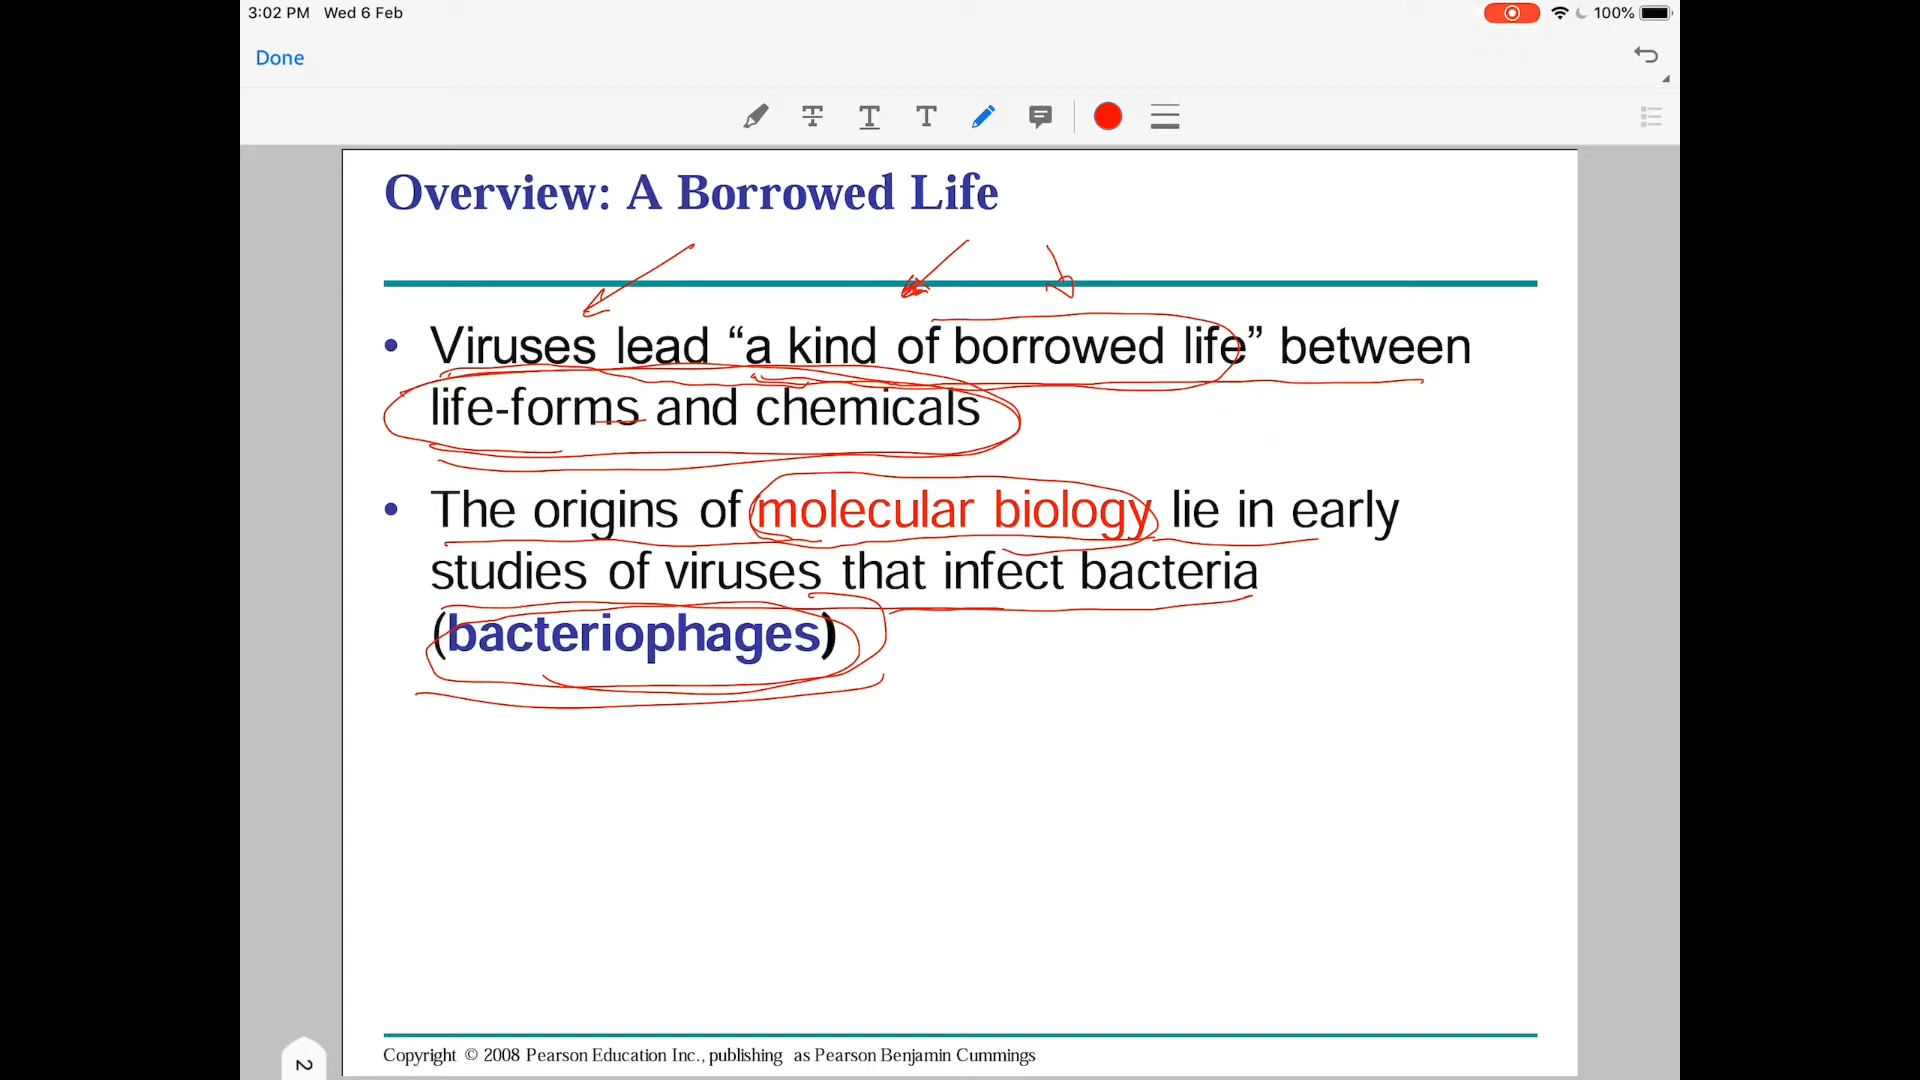 3:02 PM Wed 6 Feb
100%
Done
Overview: A Borrowed Life
• Viruses lead “a kind of borrowed life” between
life-forms and chemicals
• The origins of molecular biology lie in early
studies of viruses that infect bacteria
(bacteriophages)
Copyright © 2008 Pearson Education Inc., publishing as Pearson Benjamin Cummings
2